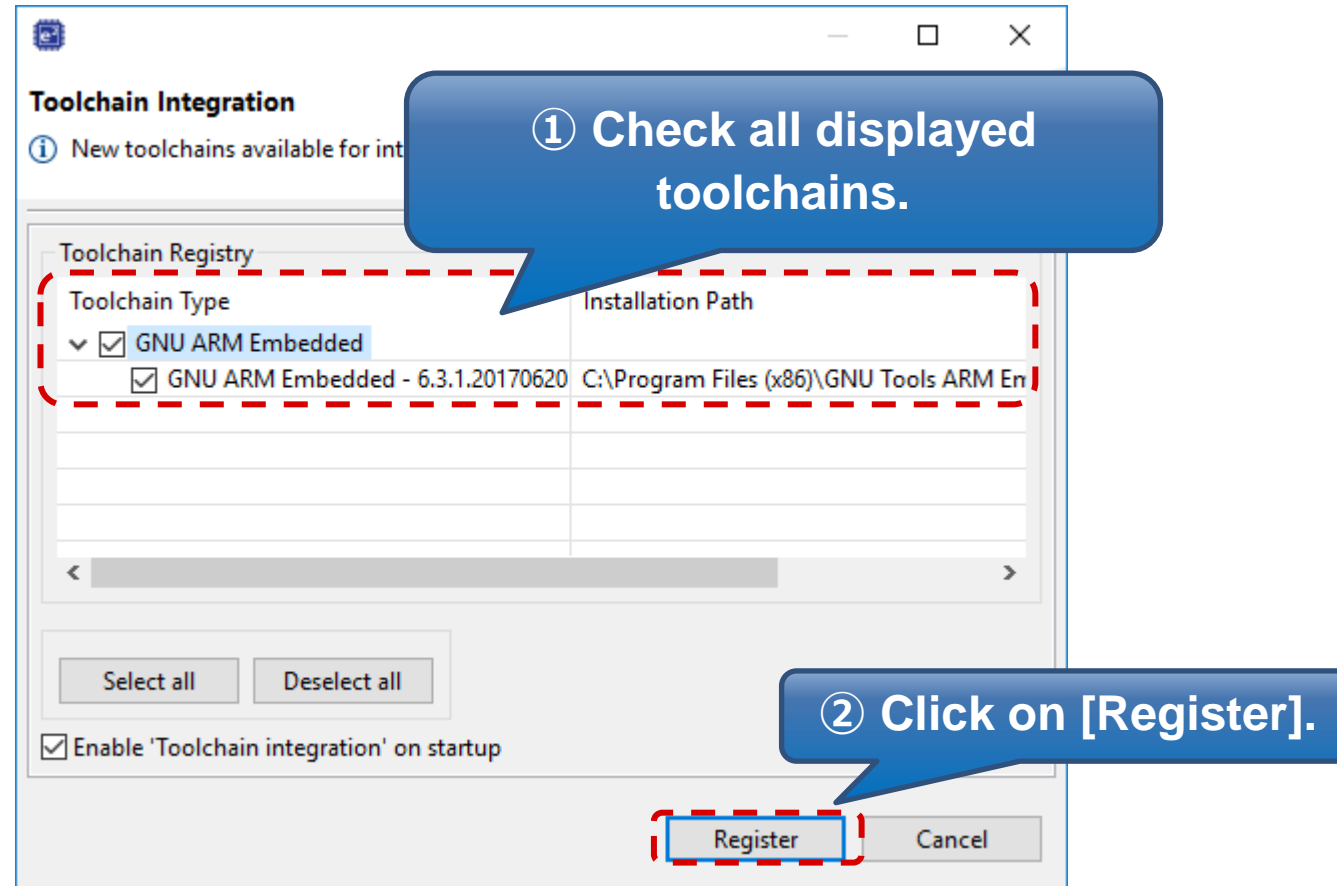 e²
Toolchain Integration
New toolchains available for int
① Check all displayed
toolchains.
Toolchain Registry
Toolchain Type
Installation Path
GNU ARM Embedded
GNU ARM Embedded - 6.3.1.20170620
C:\Program Files (x86)\GNU Tools ARM Em
Select all
Deselect all
② Click on [Register].
Enable 'Toolchain integration' on startup
Register
Cancel